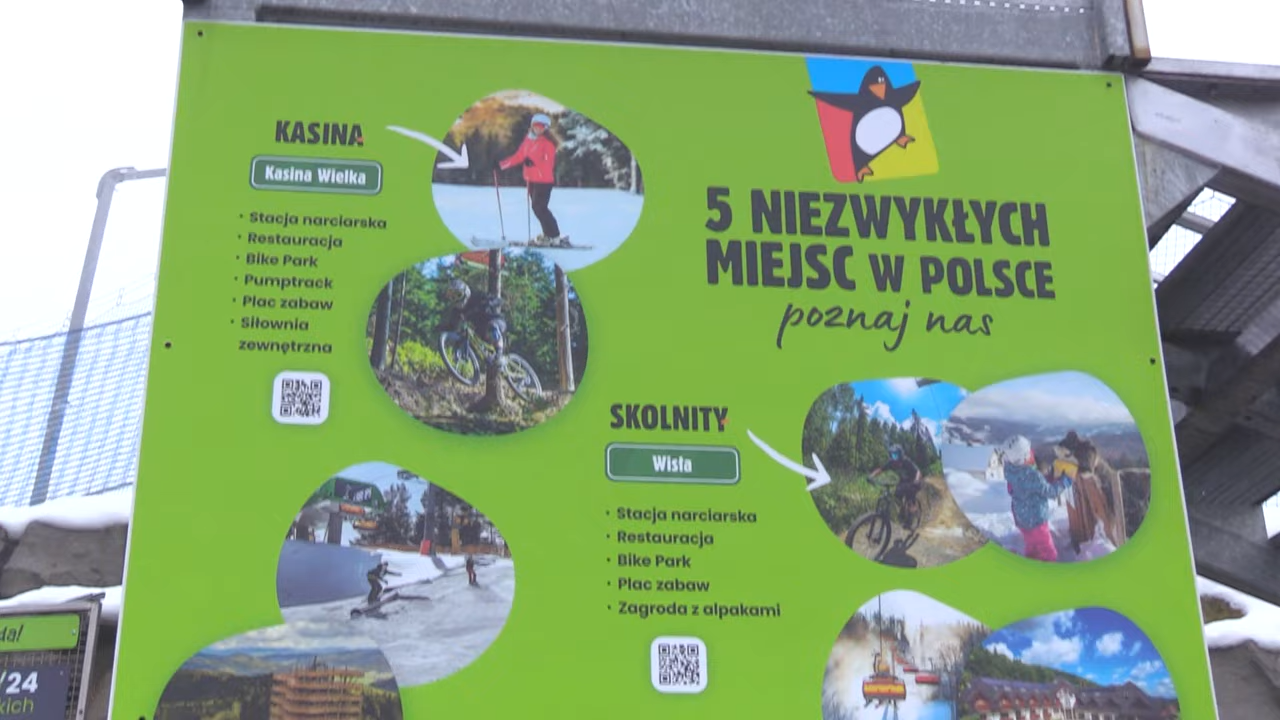 KASINA
Kasina Wielka
• Stacja narciarska
• Restauracja
• Bike Park
• Pumptrack
• Plac zabaw
• Siłownia
zewnętrzna
5 NIEZWYKŁYCH
MIEJSC W POLSCE
poznaj nas
SKOLNITY
Wisła
• Stacja narciarska
• Restauracja
• Bike Park
• Plac zabaw
• Zagroda z alpakami
/24